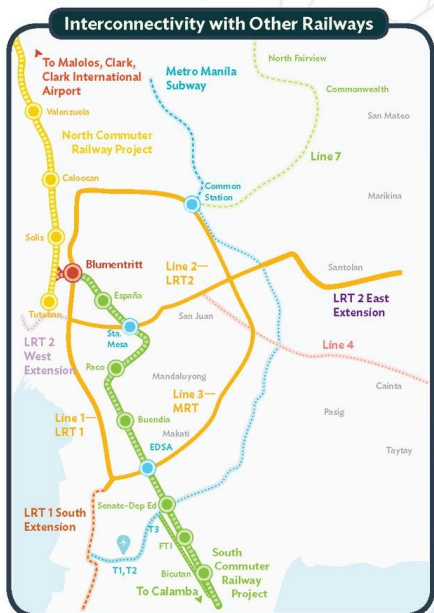 Interconnectivity with Other Railways
To Malolos, Clark,
Clark International
Airport
Metro Manila
Subway
North Fairview
Commonwealth
San Mateo
Valenzuela
North Commuter
Railway Project
Line 7
Caloocan
Common
Station
Marikina
Solis
Blumentritt
Line 2—
LRT2
Santolan
España
LRT 2 East
Extension
Tutuban
San Juan
Sta.
Mesa
LRT 2
West
Extension
Line 4
Paco
Mandaluyong
Cainta
Line 3—
MRT
Pasig
Line 1—
LRT 1
Buendia
Makati
EDSA
Taytay
Senate-Dep Ed
LRT 1 South
Extension
T3
FTI
T1, T2
Bicutan
South
Commuter
Railway
Project
To Calamba